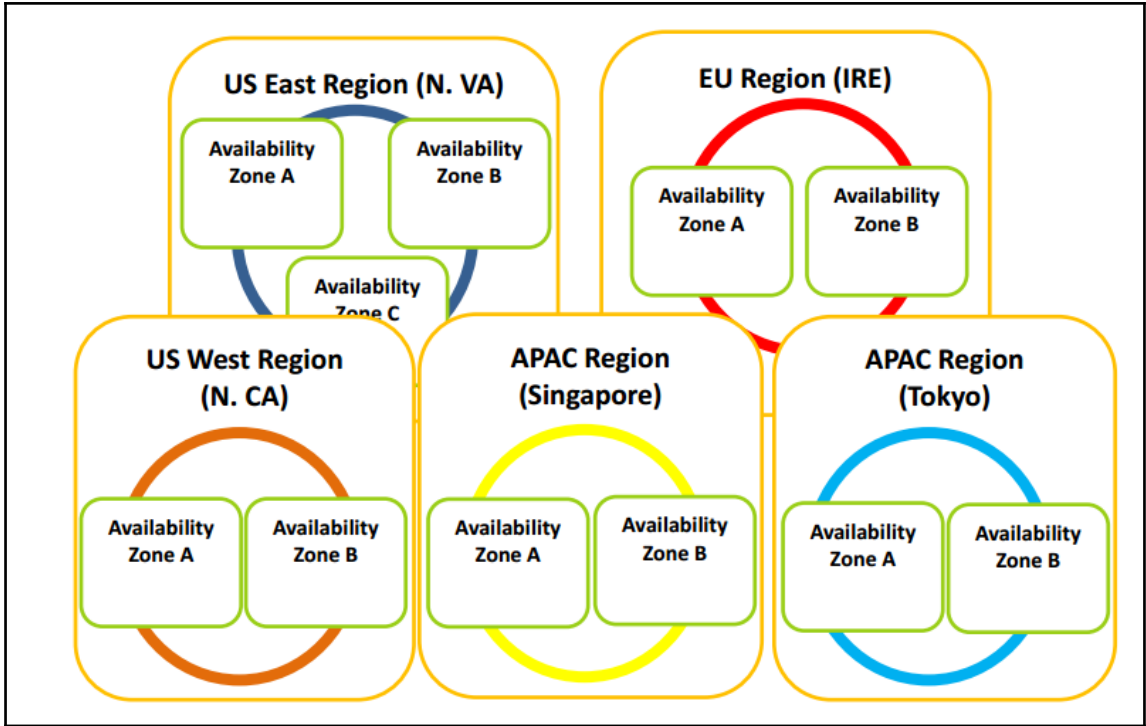 US East Region (N. VA)
Availability
Zone A
Availability
Zone B
Availability
Zone C
EU Region (IRE)
Availability
Zone A
Availability
Zone B
US West Region
(N. CA)
Availability
Zone A
Availability
Zone B
APAC Region
(Singapore)
Availability
Zone A
Availability
Zone B
APAC Region
(Tokyo)
Availability
Zone A
Availability
Zone B